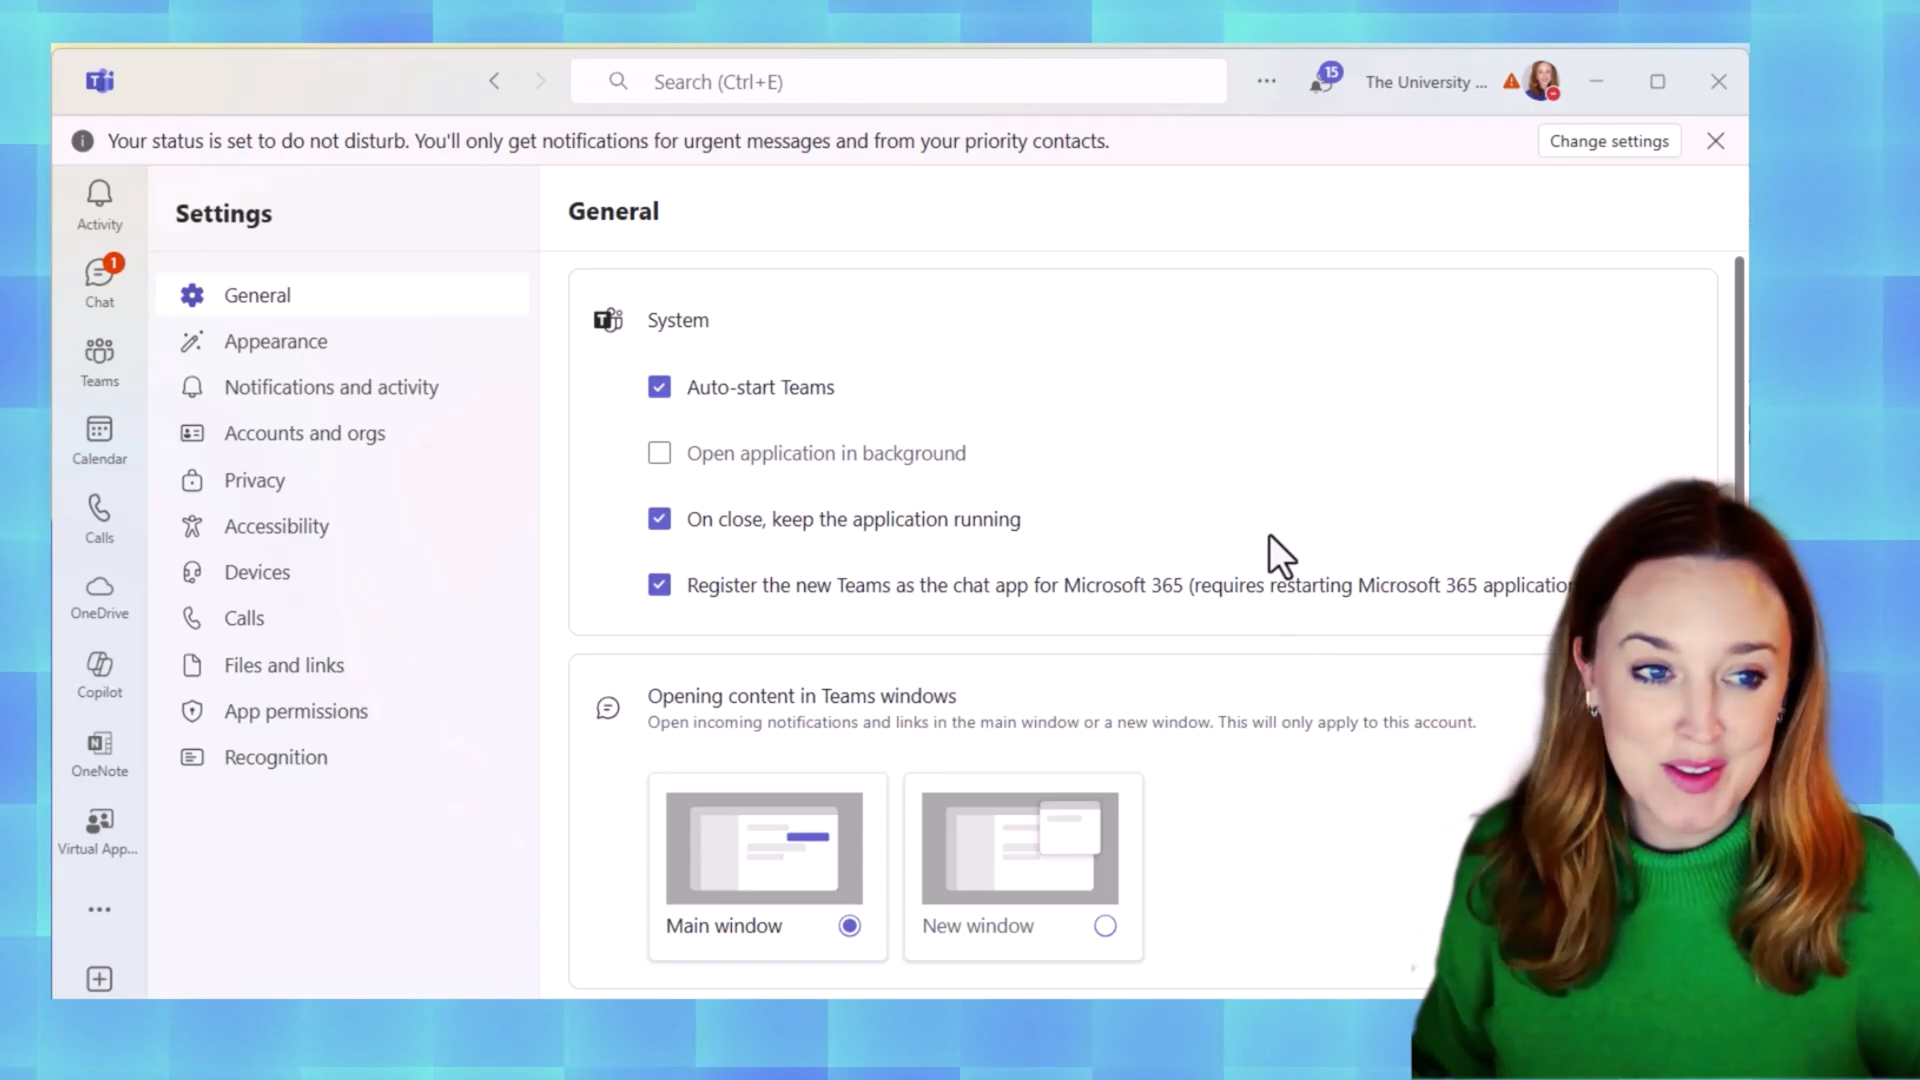 Search (Ctrl+E)
15
The University ...
Your status is set to do not disturb. You'll only get notifications for urgent messages and from your priority contacts.
Change settings
Activity
1
Chat
Teams
Calendar
Calls
OneDrive
Copilot
OneNote
Virtual App...
Settings
General
Appearance
Notifications and activity
Accounts and orgs
Privacy
Accessibility
Devices
Calls
Files and links
App permissions
Recognition
General
System
Auto-start Teams
Open application in background
On close, keep the application running
Register the new Teams as the chat app for Microsoft 365 (requires restarting Microsoft 365 applicatio
Opening content in Teams windows
Open incoming notifications and links in the main window or a new window. This will only apply to this account.
Main window
New window